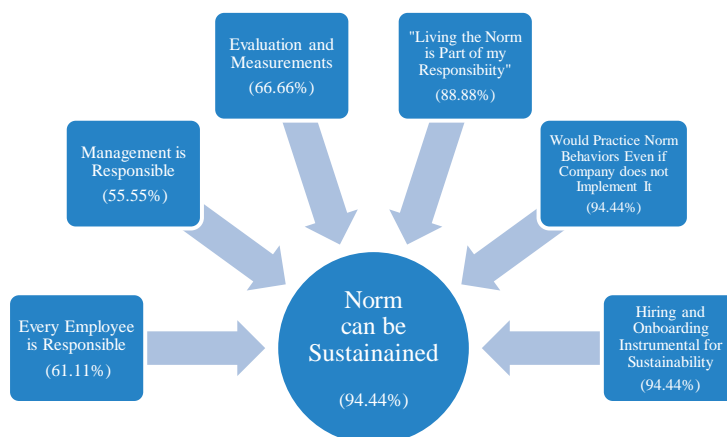 Evaluation and
Measurements
(66.66%)
"Living the Norm
is Part of my
Responsibiity"
(88.88%)
Management is
Responsible
(55.55%)
Would Practice Norm
Behaviors Even if
Company does not
Implement It
(94.44%)
Every Employee
is Responsible
(61.11%)
Norm
can be
Sustainained
(94.44%)
Hiring and
Onboarding
Instrumental for
Sustainability
(94.44%)